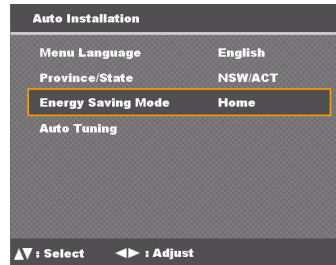 Auto Installation
Menu Language English
Province/State NSW/ACT
Energy Saving Mode Home
Auto Tuning
▲▼ : Select ◀▶ : Adjust